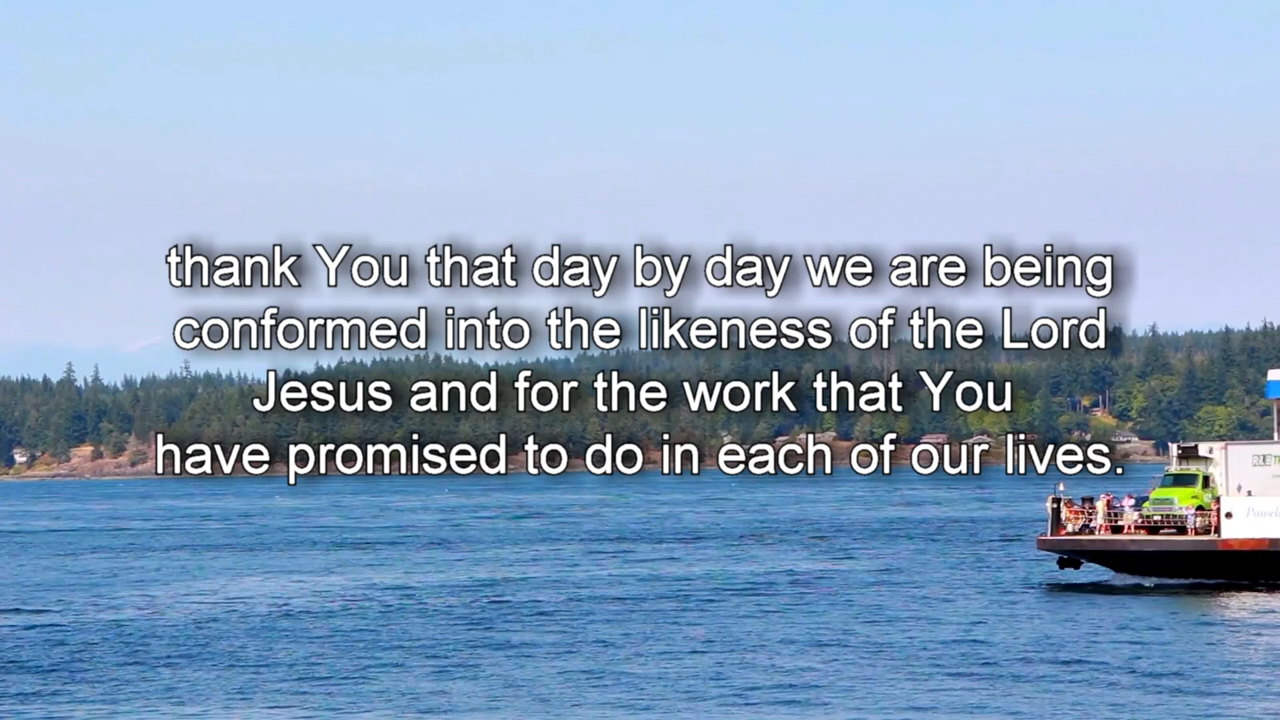 thank You that day by day we are being
conformed into the likeness of the Lord
Jesus and for the work that You
have promised to do in each of our lives.